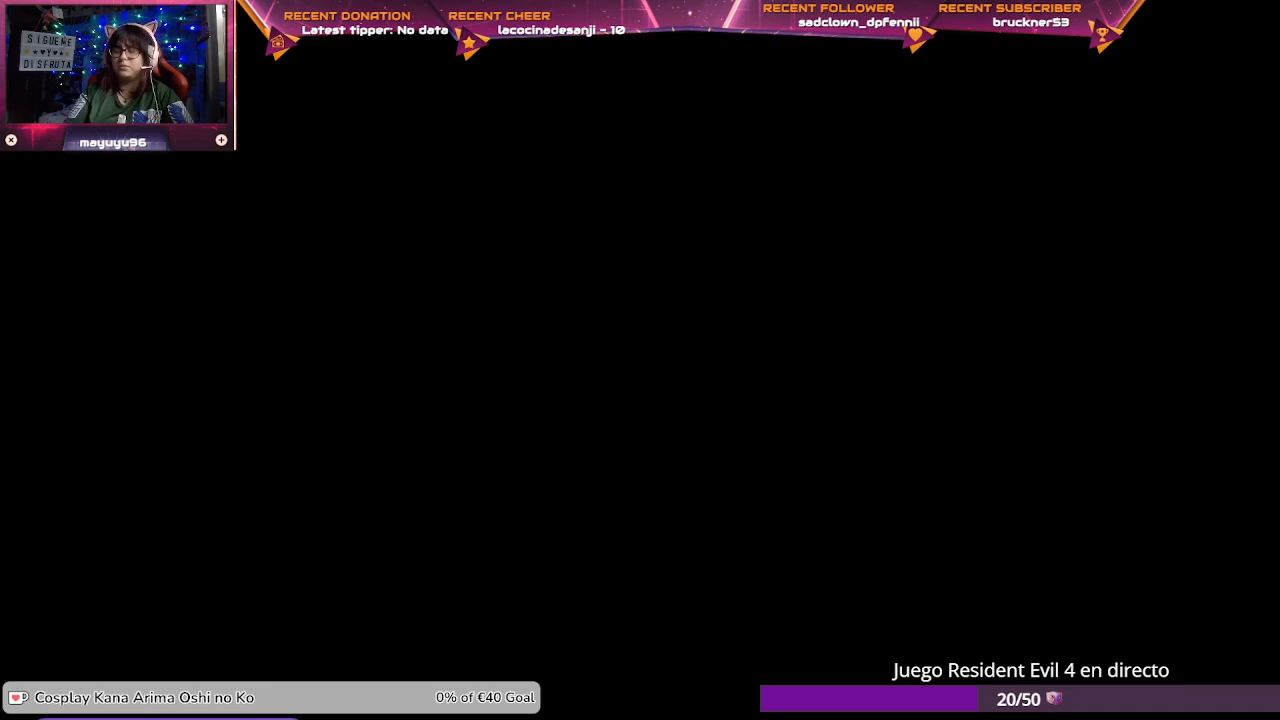 RECENT DONATION
Latest tipper: No data
RECENT CHEER
lacocinadesanji - 10
RECENT FOLLOWER
sadclown_dpfennii
RECENT SUBSCRIBER
bruckner53
SIGUEME
Y
DISFRUTA
mayuyu96
Juego Resident Evil 4 en directo
Cosplay Kana Arima Oshi no Ko
0% of €40 Goal
20/50